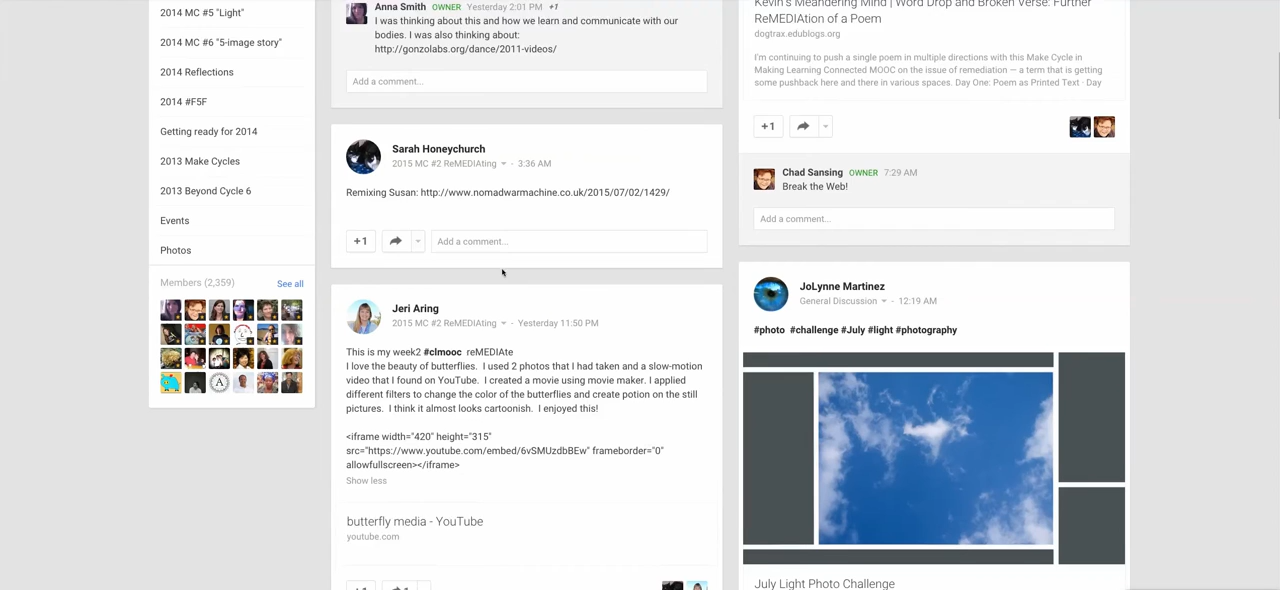 2014 MC #5 "Light"
2014 MC #6 "5-image story"
2014 Reflections
2014 #F5F
Getting ready for 2014
2013 Make Cycles
2013 Beyond Cycle 6
Events
Photos
Members (2,359)
See all
Anna Smith OWNER Yesterday 2:01 PM +1
I was thinking about this and how we learn and communicate with our
bodies. I was also thinking about:
http://gonzolabs.org/dance/2011-videos/
Add a comment...
Sarah Honeychurch
2015 MC #2 ReMEDIAting - 3:36 AM
Remixing Susan: http://www.nomadwarmachine.co.uk/2015/07/02/1429/
+1
Add a comment...
Jeri Aring
2015 MC #2 ReMEDIAting - Yesterday 11:50 PM
This is my week2 #clmooc reMEDIAte
I love the beauty of butterflies. I used 2 photos that I had taken and a slow-motion
video that I found on YouTube. I created a movie using movie maker. I applied
different filters to change the color of the butterflies and create potion on the still
pictures. I think it almost looks cartoonish. I enjoyed this!
<iframe width="420" height="315"
src="https://www.youtube.com/embed/6vSMUzdbBEw" frameborder="0"
allowfullscreen></iframe>
Show less
butterfly media - YouTube
youtube.com
Kevin's Meandering Mind | Word Drop and Broken Verse: Further
ReMEDIAtion of a Poem
dogtrax.edublogs.org
I'm continuing to push a single poem in multiple directions with this Make Cycle in
Making Learning Connected MOOC on the issue of remediation — a term that is getting
some pushback here and there in various spaces. Day One: Poem as Printed Text · Day
+1
Chad Sansing OWNER 7:29 AM
Break the Web!
Add a comment...
JoLynne Martinez
General Discussion - 12:19 AM
#photo #challenge #July #light #photography
July Light Photo Challenge